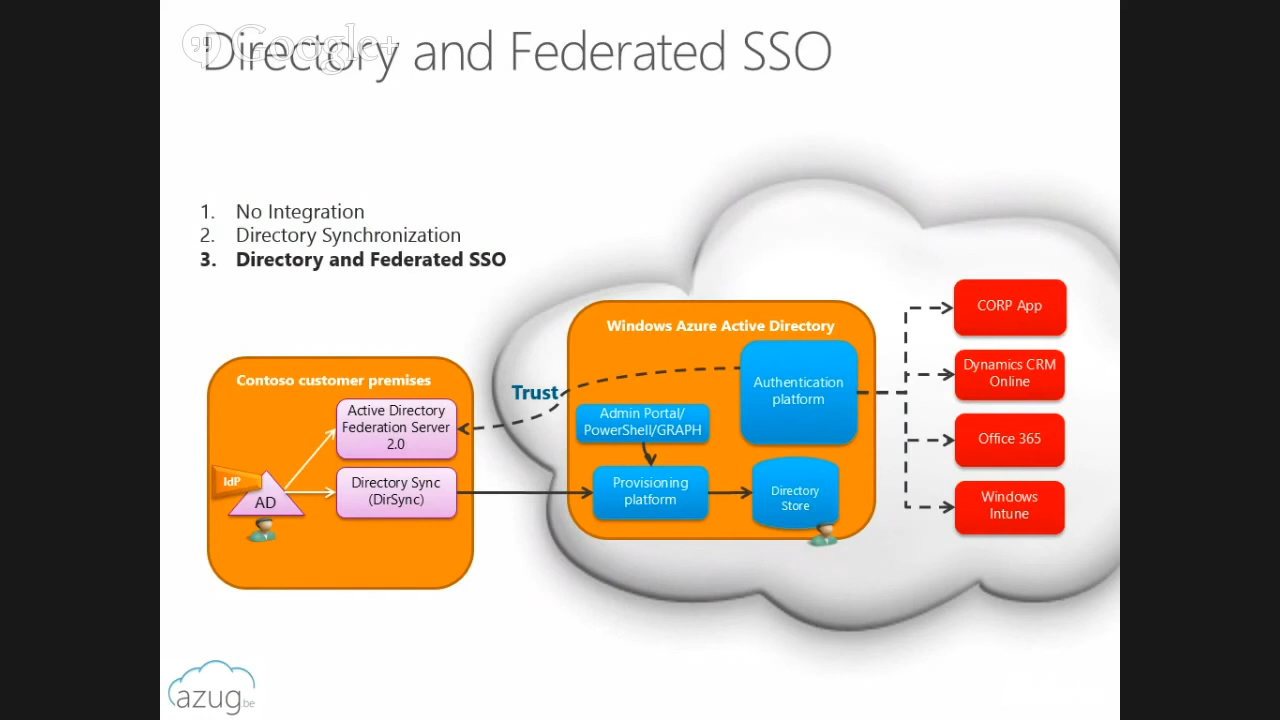 Directory and Federated SSO
Google+
1. No Integration
2. Directory Synchronization
3. Directory and Federated SSO
Contoso customer premises
Active Directory
Federation Server
2.0
IdP
AD
Directory Sync
(DirSync)
Trust
Windows Azure Active Directory
Authentication
platform
Admin Portal/
PowerShell/GRAPH
Provisioning
platform
Directory
Store
CORP App
Dynamics CRM
Online
Office 365
Windows
Intune
azug.be